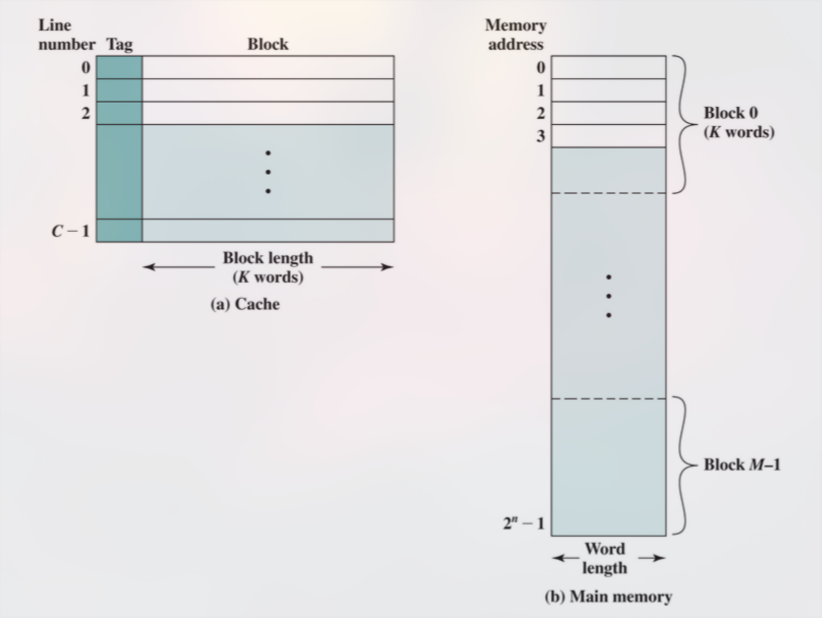 Line
number Tag Block
0
1
2
C – 1
Block length
(K words)
(a) Cache
Memory
address
0
1
2
3
Block 0
(K words)
Block M–1
2ⁿ – 1
Word
length
(b) Main memory